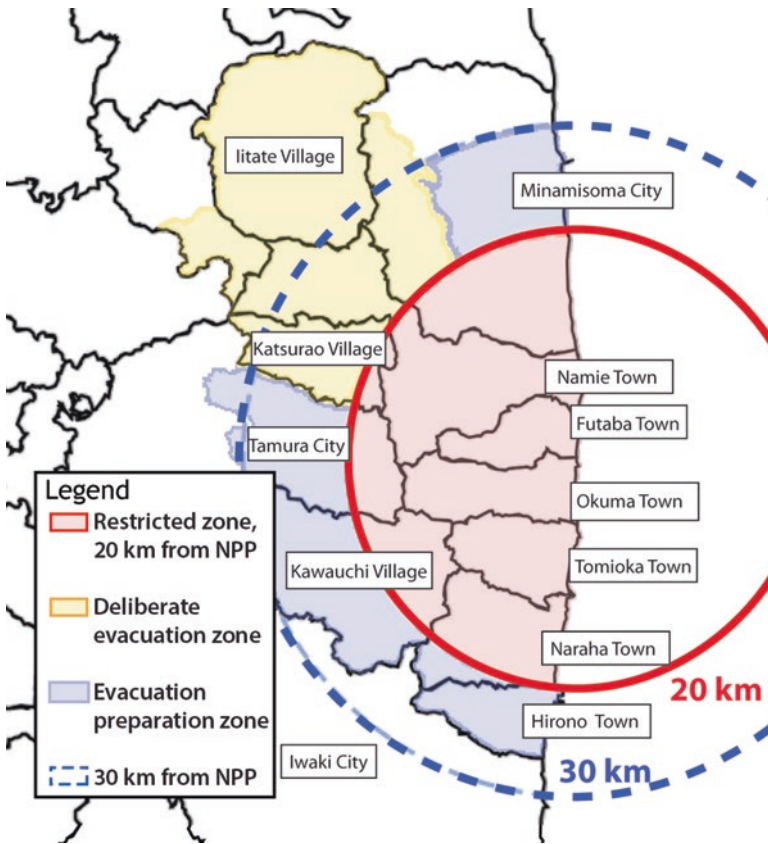 Iitate Village
Minamisoma City
Katsurao Village
Namie Town
Futaba Town
Tamura City
Okuma Town
Kawauchi Village
Tomioka Town
Naraha Town
20 km
Hirono Town
30 km
Iwaki City
Legend
Restricted zone,
20 km from NPP
Deliberate
evacuation zone
Evacuation
preparation zone
30 km from NPP